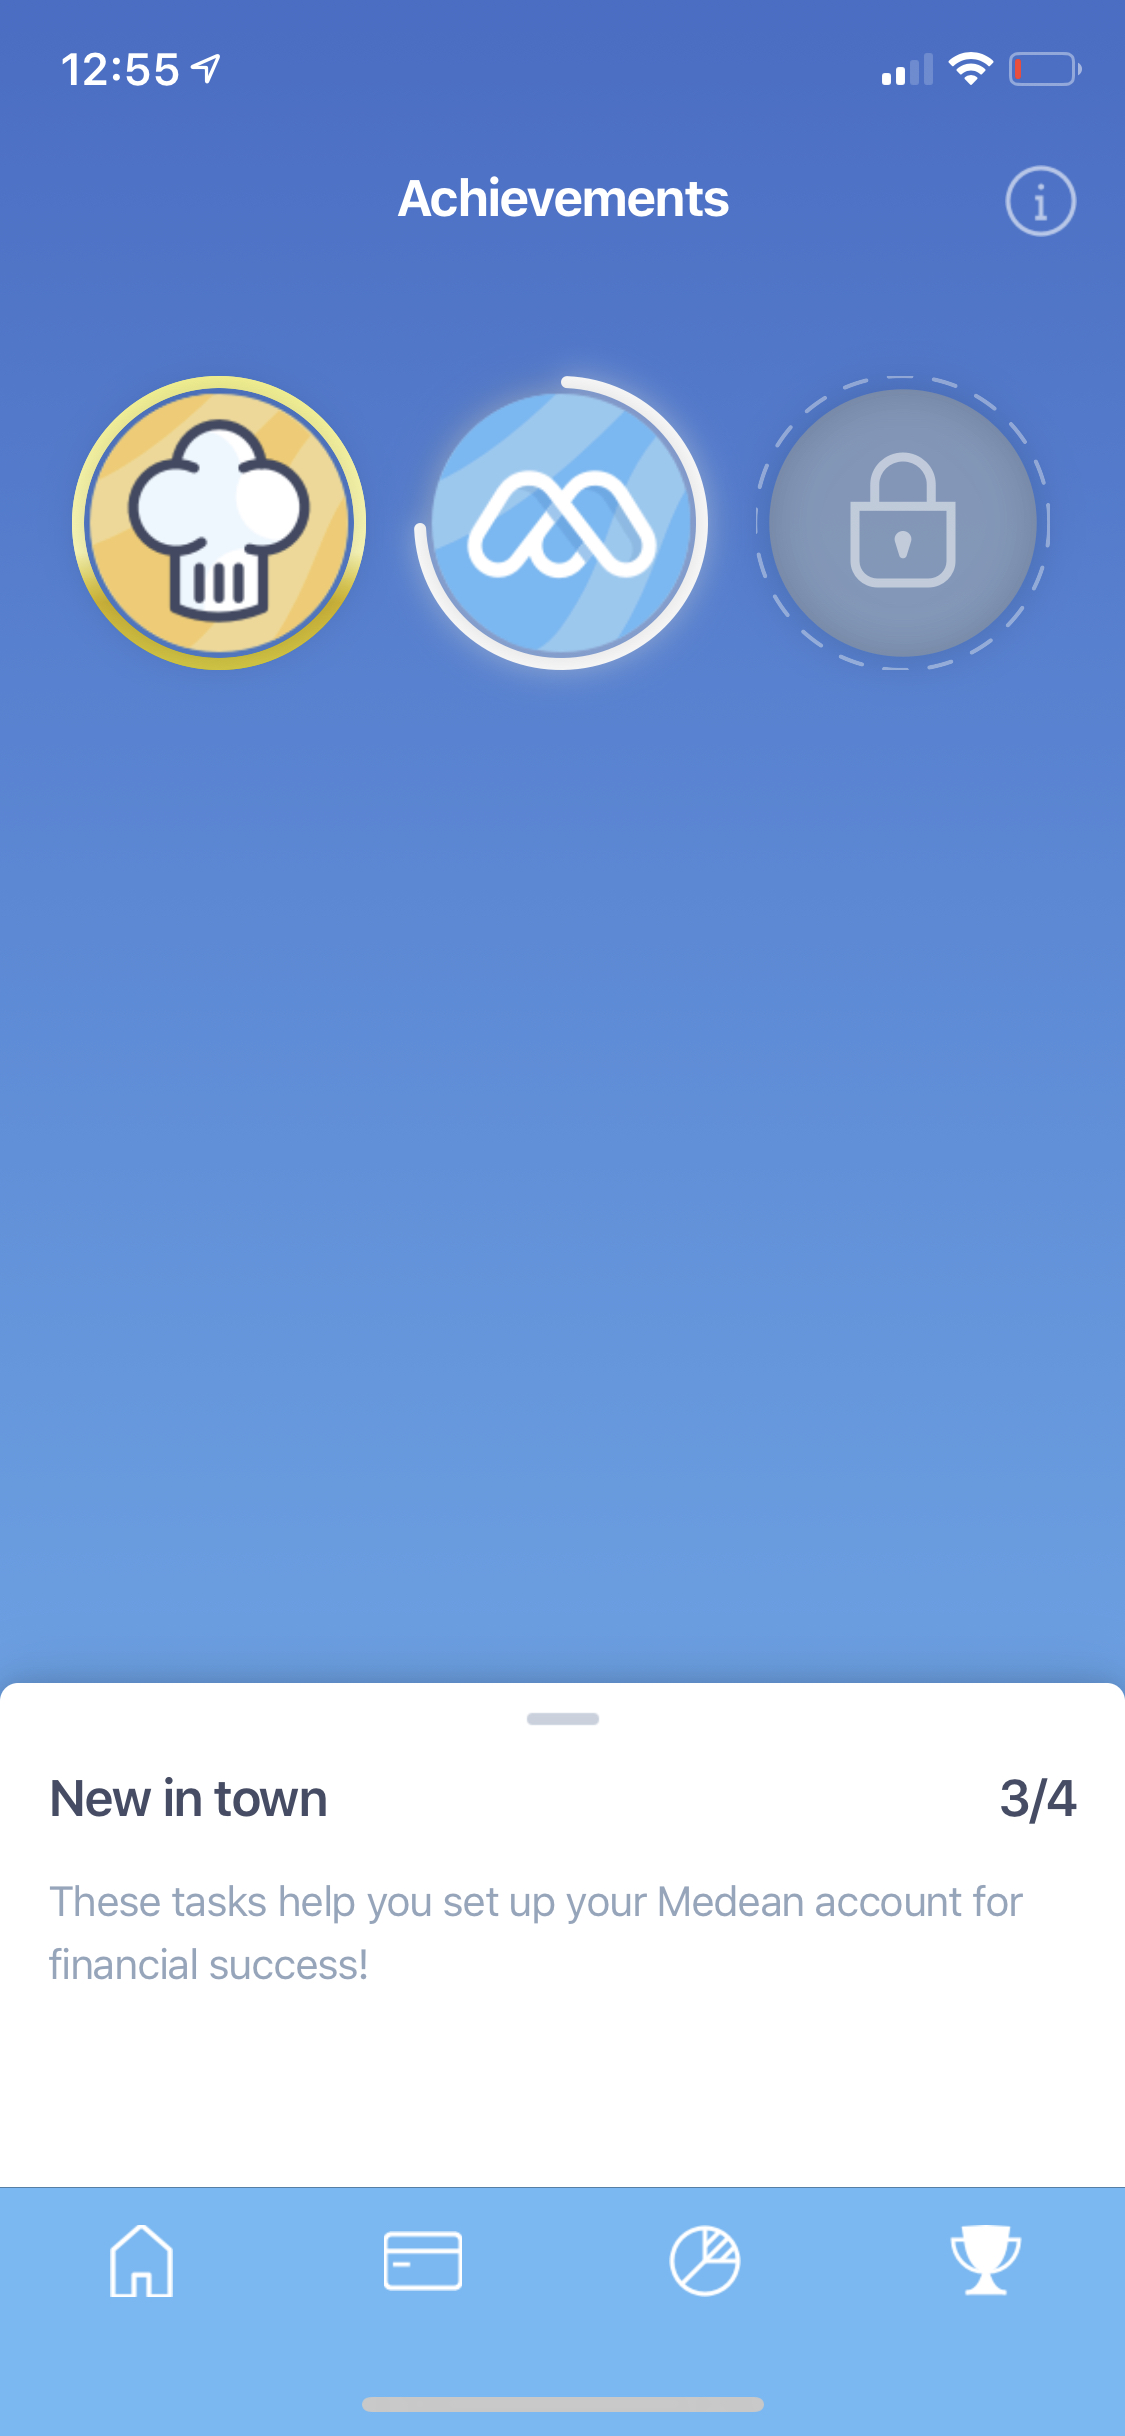 12:55
Achievements
New in town
3/4
These tasks help you set up your Medean account for
financial success!